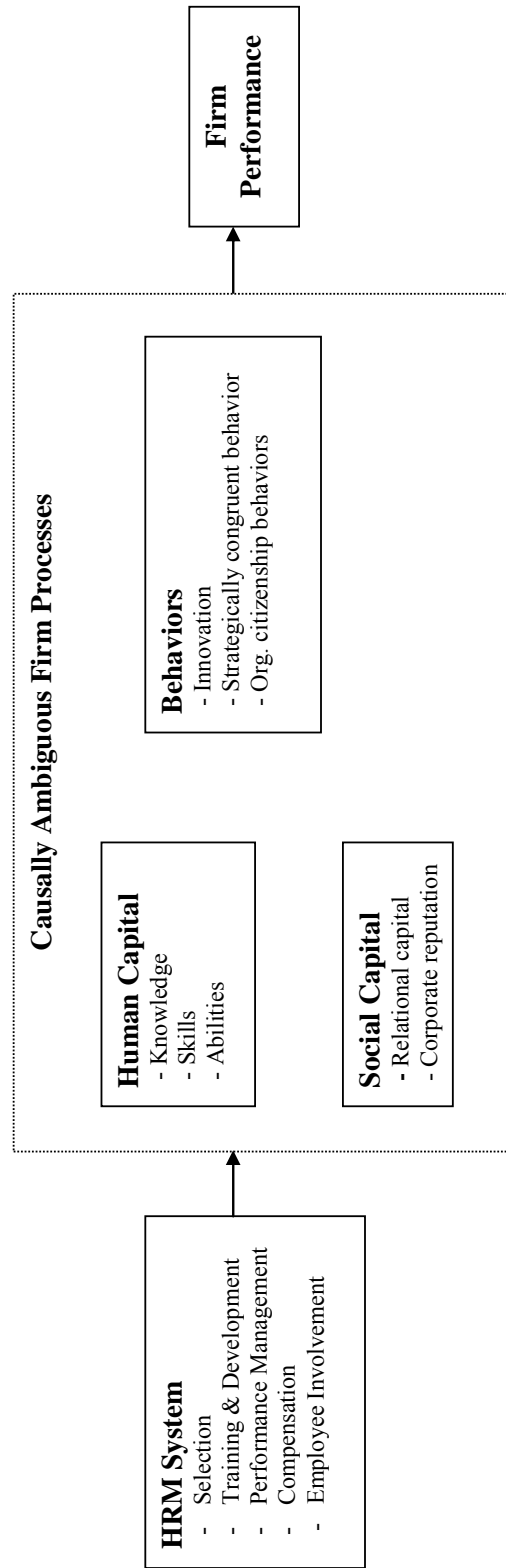 HRM System
- Selection
- Training & Development
- Performance Management
- Compensation
- Employee Involvement
Causally Ambiguous Firm Processes
Human Capital
- Knowledge
- Skills
- Abilities
Social Capital
- Relational capital
- Corporate reputation
Behaviors
- Innovation
- Strategically congruent behavior
- Org. citizenship behaviors
Firm
Performance